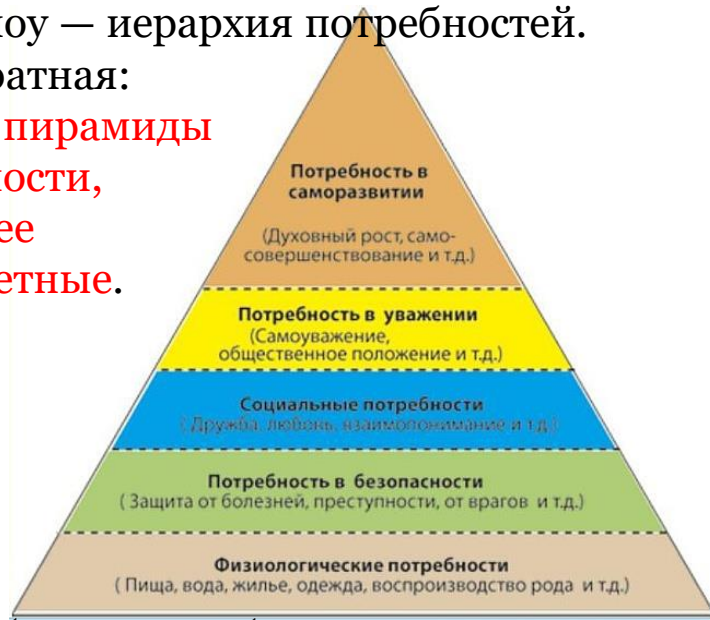 лоу — иерархия потребностей.
ратная:
пирамиды
ности,
ее
етные.
Потребность в
саморазвитии
(Духовный рост, само-
совершенствование и т.д.)
Потребность в уважении
(Самоуважение,
общественное положение и т.д.)
Социальные потребности
( Дружба, любовь, взаимопонимание и т.д.)
Потребность в безопасности
( Защита от болезней, преступности, от врагов и т.д.)
Физиологические потребности
( Пища, вода, жилье, одежда, воспроизводство рода и т.д.)